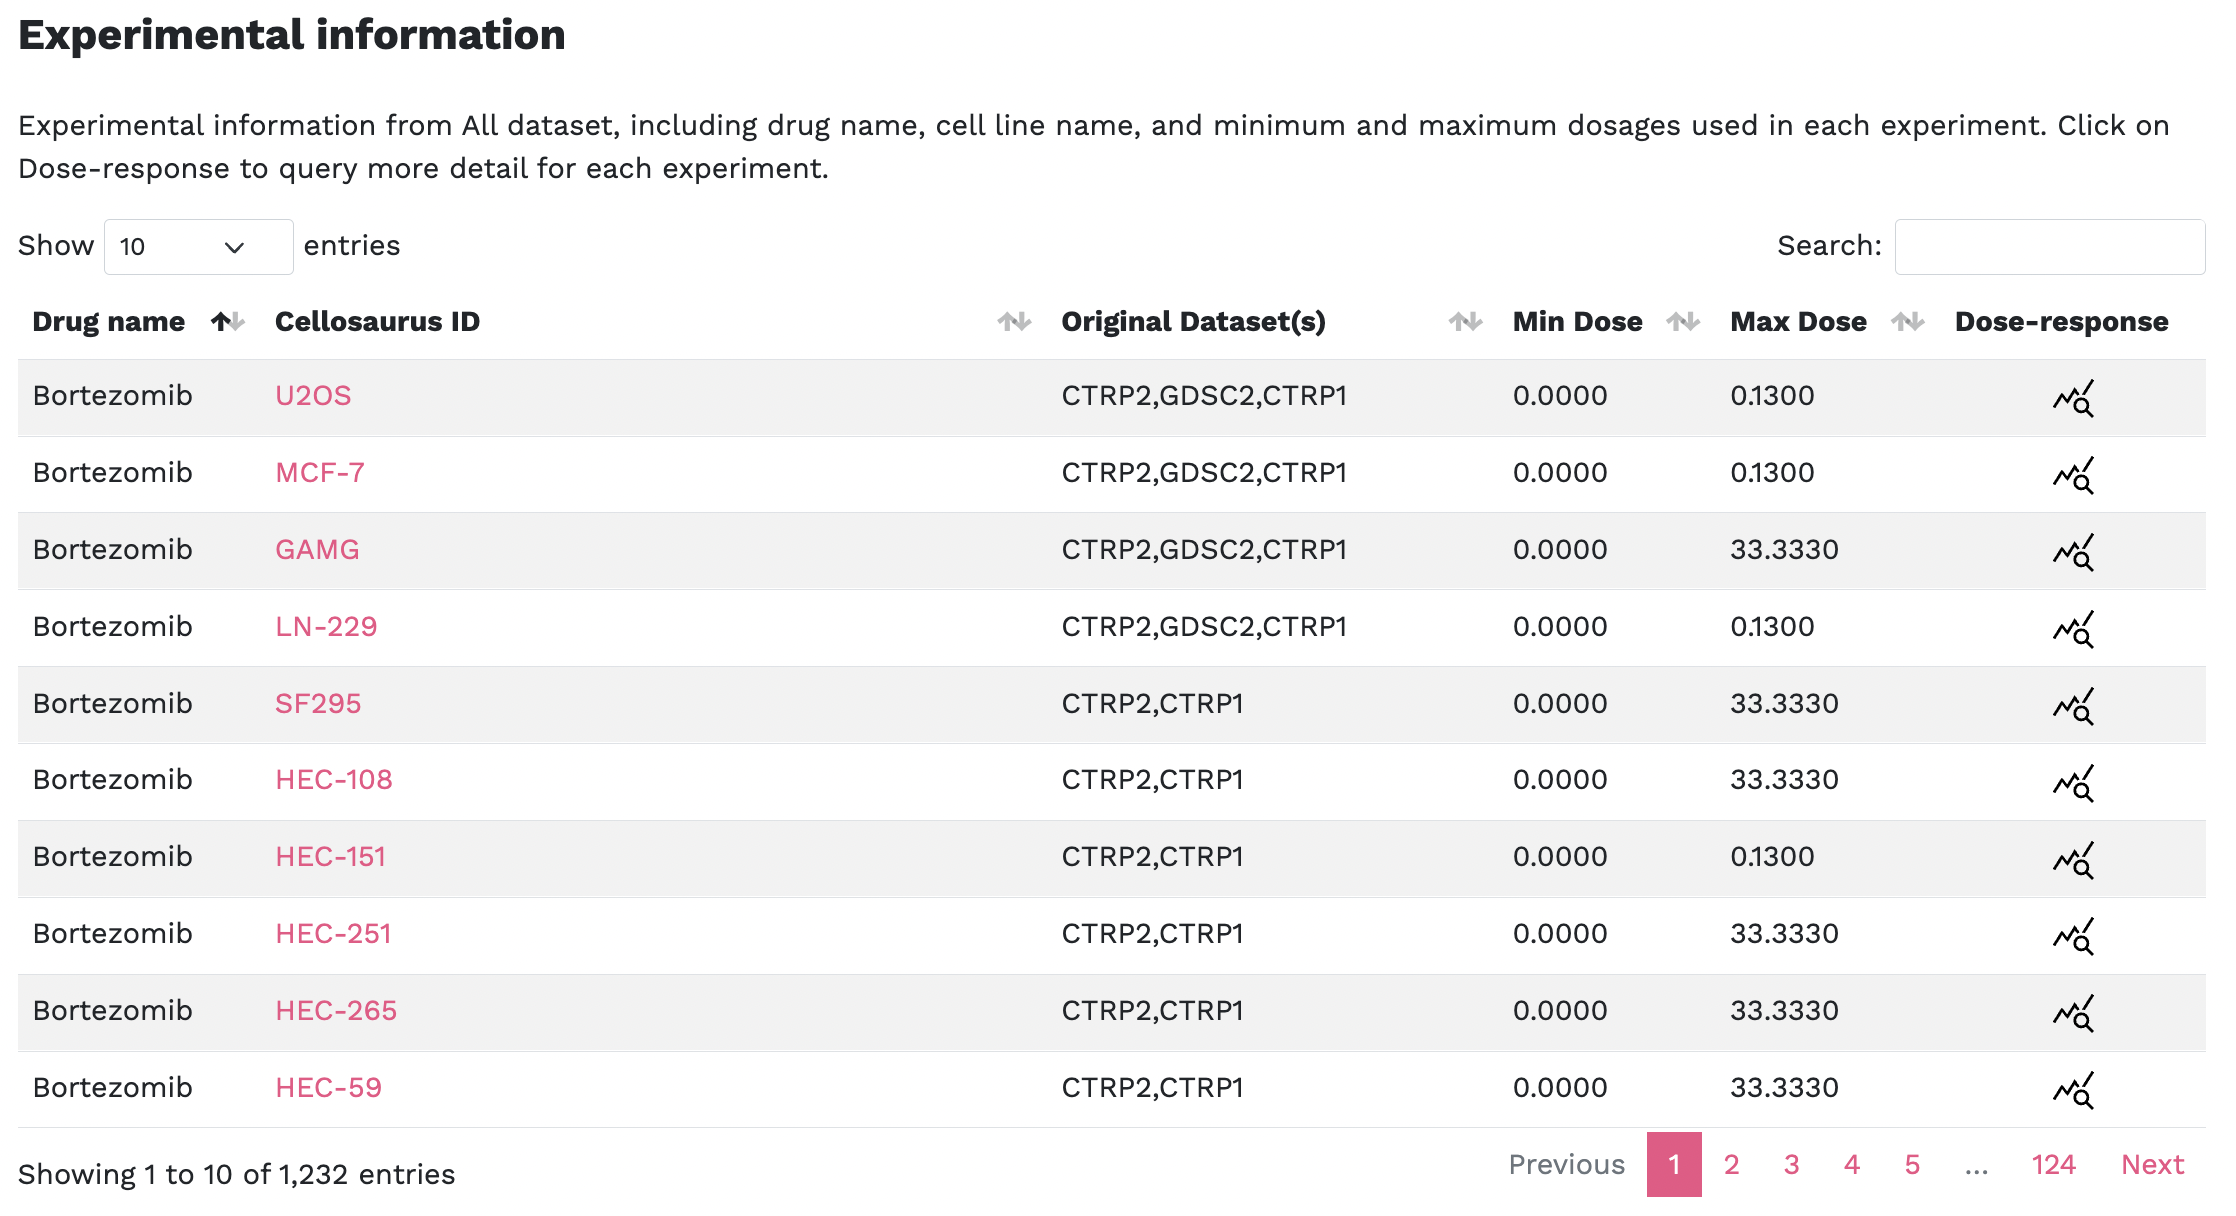 Experimental information
Experimental information from All dataset, including drug name, cell line name, and minimum and maximum dosages used in each experiment. Click on
Dose-response to query more detail for each experiment.
Show 10 entries Search:
Drug name Cellosaurus ID Original Dataset(s) Min Dose Max Dose Dose-response
Bortezomib U2OS CTRP2,GDSC2,CTRP1 0.0000 0.1300
Bortezomib MCF-7 CTRP2,GDSC2,CTRP1 0.0000 0.1300
Bortezomib GAMG CTRP2,GDSC2,CTRP1 0.0000 33.3330
Bortezomib LN-229 CTRP2,GDSC2,CTRP1 0.0000 0.1300
Bortezomib SF295 CTRP2,CTRP1 0.0000 33.3330
Bortezomib HEC-108 CTRP2,CTRP1 0.0000 33.3330
Bortezomib HEC-151 CTRP2,CTRP1 0.0000 0.1300
Bortezomib HEC-251 CTRP2,CTRP1 0.0000 33.3330
Bortezomib HEC-265 CTRP2,CTRP1 0.0000 33.3330
Bortezomib HEC-59 CTRP2,CTRP1 0.0000 33.3330
Showing 1 to 10 of 1,232 entries Previous 1 2 3 4 5 ... 124 Next